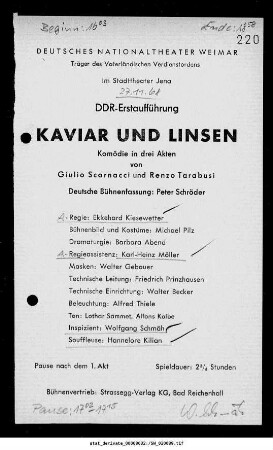 Beginn: 16⁰³
Ende: 18⁵⁸
220
DEUTSCHES NATIONALTHEATER WEIMAR
Träger des Vaterländischen Verdienstordens
im Stadttheater Jena
27.11.68
DDR-Erstaufführung
KAVIAR UND LINSEN
Komödie in drei Akten
von
Giulio Scarnacci und Renzo Tarabusi
Deutsche Bühnenfassung: Peter Schröder
Regie: Ekkehard Kiesewetter
Bühnenbild und Kostüme: Michael Pilz
Dramaturgie: Barbara Abend
Regieassistenz: Karl-Heinz Möller
Masken: Walter Gebauer
Technische Leitung: Friedrich Prinzhausen
Technische Einrichtung: Walter Becker
Beleuchtung: Alfred Thiele
Ton: Lothar Sammet, Alfons Kolbe
Inspizient: Wolfgang Schmäh
Souffleuse: Hannelore Kilian
Pause nach dem 1. Akt
Spieldauer: 2³/₄ Stunden
Bühnenvertrieb: Strassegg-Verlag KG, Bad Reichenhall
Pause: 17⁰²-17¹⁵